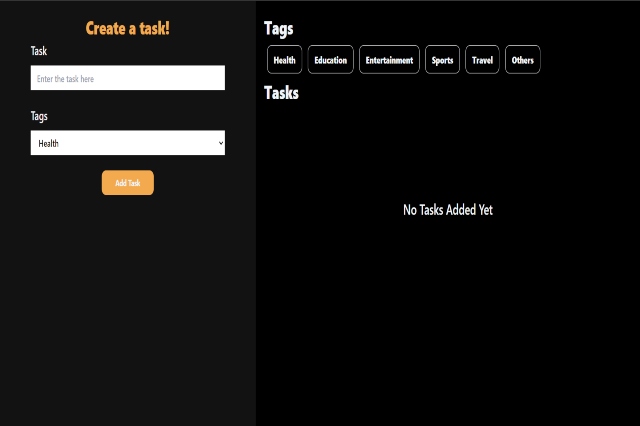 Create a task!
Task
Enter the task here
Tags
Health
Add Task
Tags
Health Education Entertainment Sports Travel Others
Tasks
No Tasks Added Yet